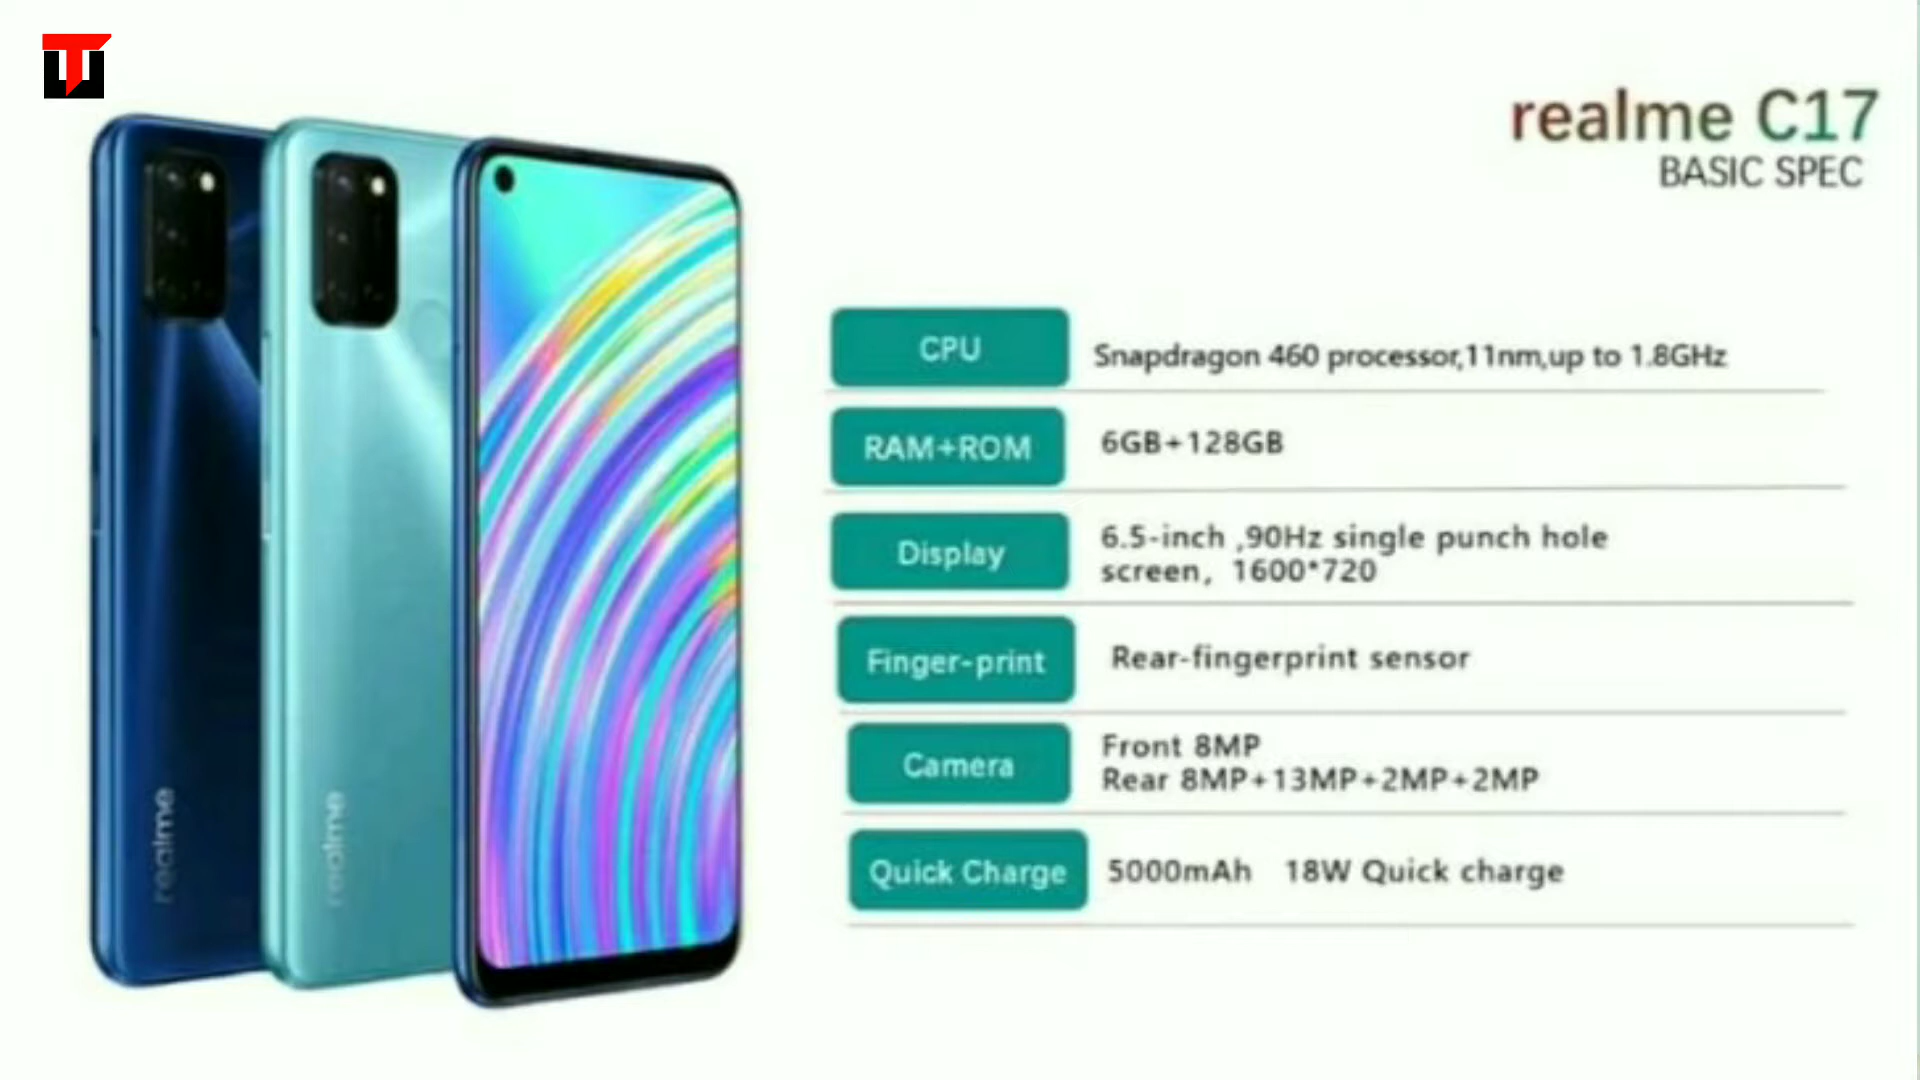 realme C17
BASIC SPEC
CPU
Snapdragon 460 processor,11nm,up to 1.8GHz
RAM+ROM
6GB+128GB
Display
6.5-inch ,90Hz single punch hole
screen, 1600*720
Finger-print
Rear-fingerprint sensor
Camera
Front 8MP
Rear 8MP+13MP+2MP+2MP
Quick Charge
5000mAh 18W Quick charge
realme
realme